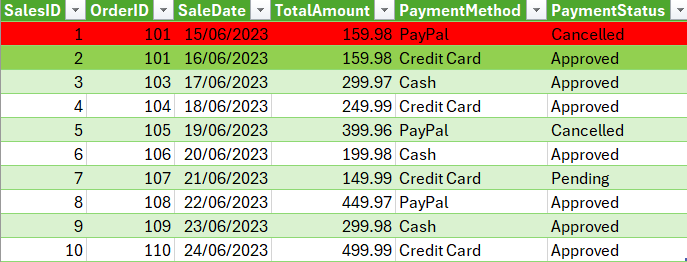 SalesID OrderID SaleDate TotalAmount PaymentMethod PaymentStatus
1 101 15/06/2023 159.98 PayPal Cancelled
2 101 16/06/2023 159.98 Credit Card Approved
3 103 17/06/2023 299.97 Cash Approved
4 104 18/06/2023 249.99 Credit Card Approved
5 105 19/06/2023 399.96 PayPal Cancelled
6 106 20/06/2023 199.98 Cash Approved
7 107 21/06/2023 149.99 Credit Card Pending
8 108 22/06/2023 449.97 PayPal Approved
9 109 23/06/2023 299.98 Cash Approved
10 110 24/06/2023 499.99 Credit Card Approved